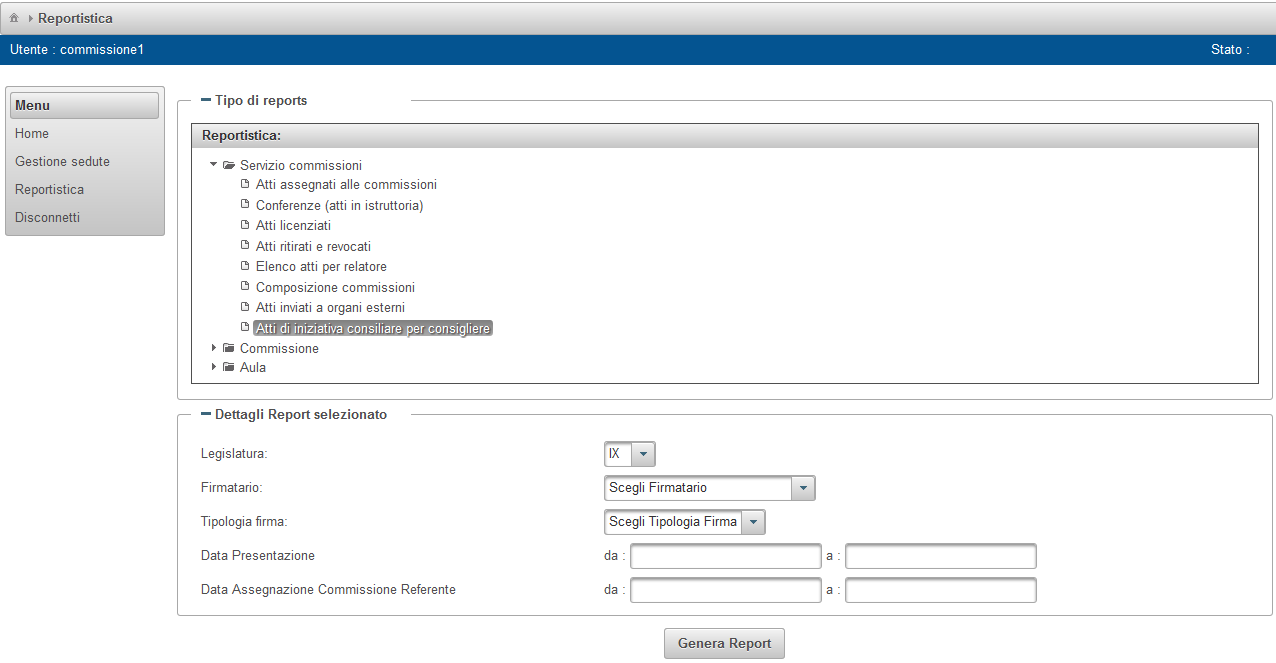 Reportistica
Utente : commissione1 Stato :
Menu
Home
Gestione sedute
Reportistica
Disconnetti
Tipo di reports
Reportistica:
Servizio commissioni
Atti assegnati alle commissioni
Conferenze (atti in istruttoria)
Atti licenziati
Atti ritirati e revocati
Elenco atti per relatore
Composizione commissioni
Atti inviati a organi esterni
Atti di iniziativa consiliare per consigliere
Commissione
Aula
Dettagli Report selezionato
Legislatura: IX
Firmatario: Scegli Firmatario
Tipologia firma: Scegli Tipologia Firma
Data Presentazione da : a :
Data Assegnazione Commissione Referente da : a :
Genera Report